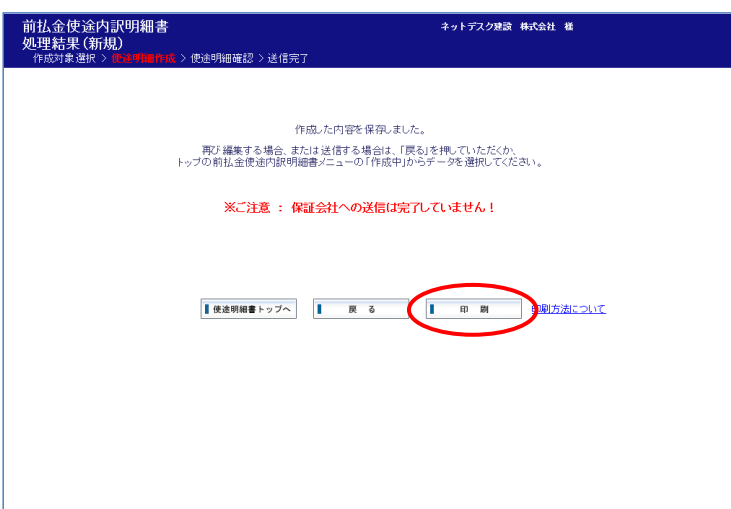 前払金使途内訳明細書
ネットデスク建設 株式会社 様
処理結果(新規)
作成対象選択 > 使途明細作成 > 使途明細確認 > 送信完了
作成した内容を保存しました。
再び編集する場合、または送信する場合は、「戻る」を押していただくか、
トップの前払金使途内訳明細書メニューの「作成中」からデータを選択してください。
※ご注意 : 保証会社への送信は完了していません!
使途明細書トップへ
戻 る
印 刷
印刷方法について